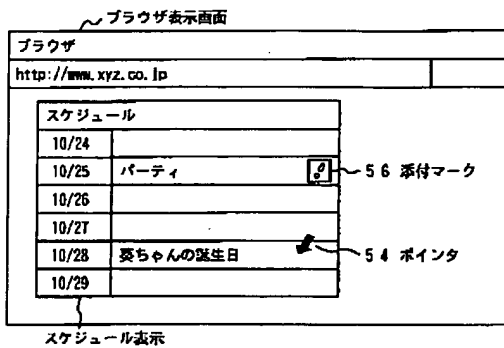 ブラウザ表示画面
ブラウザ
http://www.xyz.co.jp
スケジュール
10/24
10/25 パーティ
56 添付マーク
10/26
10/27
10/28 葵ちゃんの誕生日
54 ポインタ
10/29
スケジュール表示